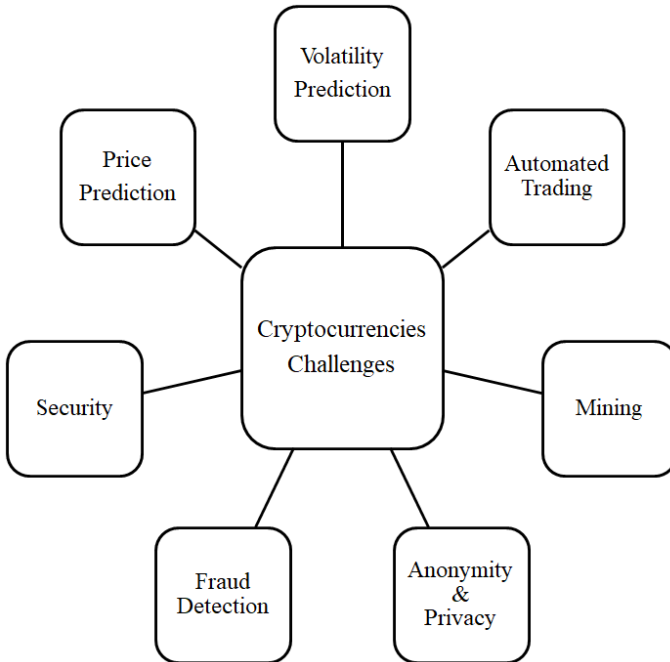 Volatility
Prediction
Price
Prediction
Automated
Trading
Cryptocurrencies
Challenges
Security
Mining
Fraud
Detection
Anonymity
&
Privacy